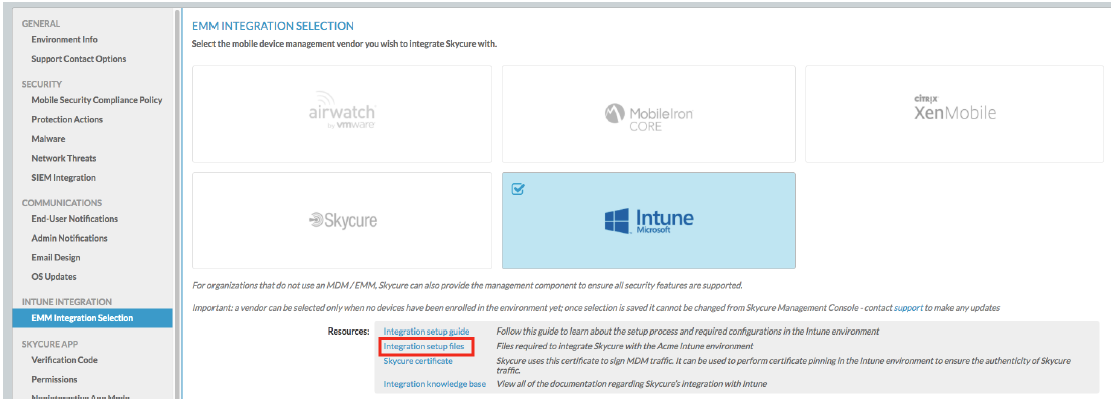 GENERAL
Environment Info
Support Contact Options
SECURITY
Mobile Security Compliance Policy
Protection Actions
Malware
Network Threats
SIEM Integration
COMMUNICATIONS
End-User Notifications
Admin Notifications
Email Design
OS Updates
INTUNE INTEGRATION
EMM Integration Selection
SKYCURE APP
Verification Code
Permissions
Noninteractive App Mode
EMM INTEGRATION SELECTION
Select the mobile device management vendor you wish to integrate Skycure with.
airwatch
by vmware
MobileIron
CORE
CITRIX
XenMobile
Skycure
Intune
Microsoft
For organizations that do not use an MDM / EMM, Skycure can also provide the management component to ensure all security features are supported.
Important: a vendor can be selected only when no devices have been enrolled in the environment yet; once selection is saved it cannot be changed from Skycure Management Console - contact support to make any updates
Resources:
Integration setup guide Follow this guide to learn about the setup process and required configurations in the Intune environment
Integration setup files Files required to integrate Skycure with the Acme Intune environment
Skycure certificate Skycure uses this certificate to sign MDM traffic. It can be used to perform certificate pinning in the Intune environment to ensure the authenticity of Skycure
traffic.
Integration knowledge base View all of the documentation regarding Skycure's integration with Intune